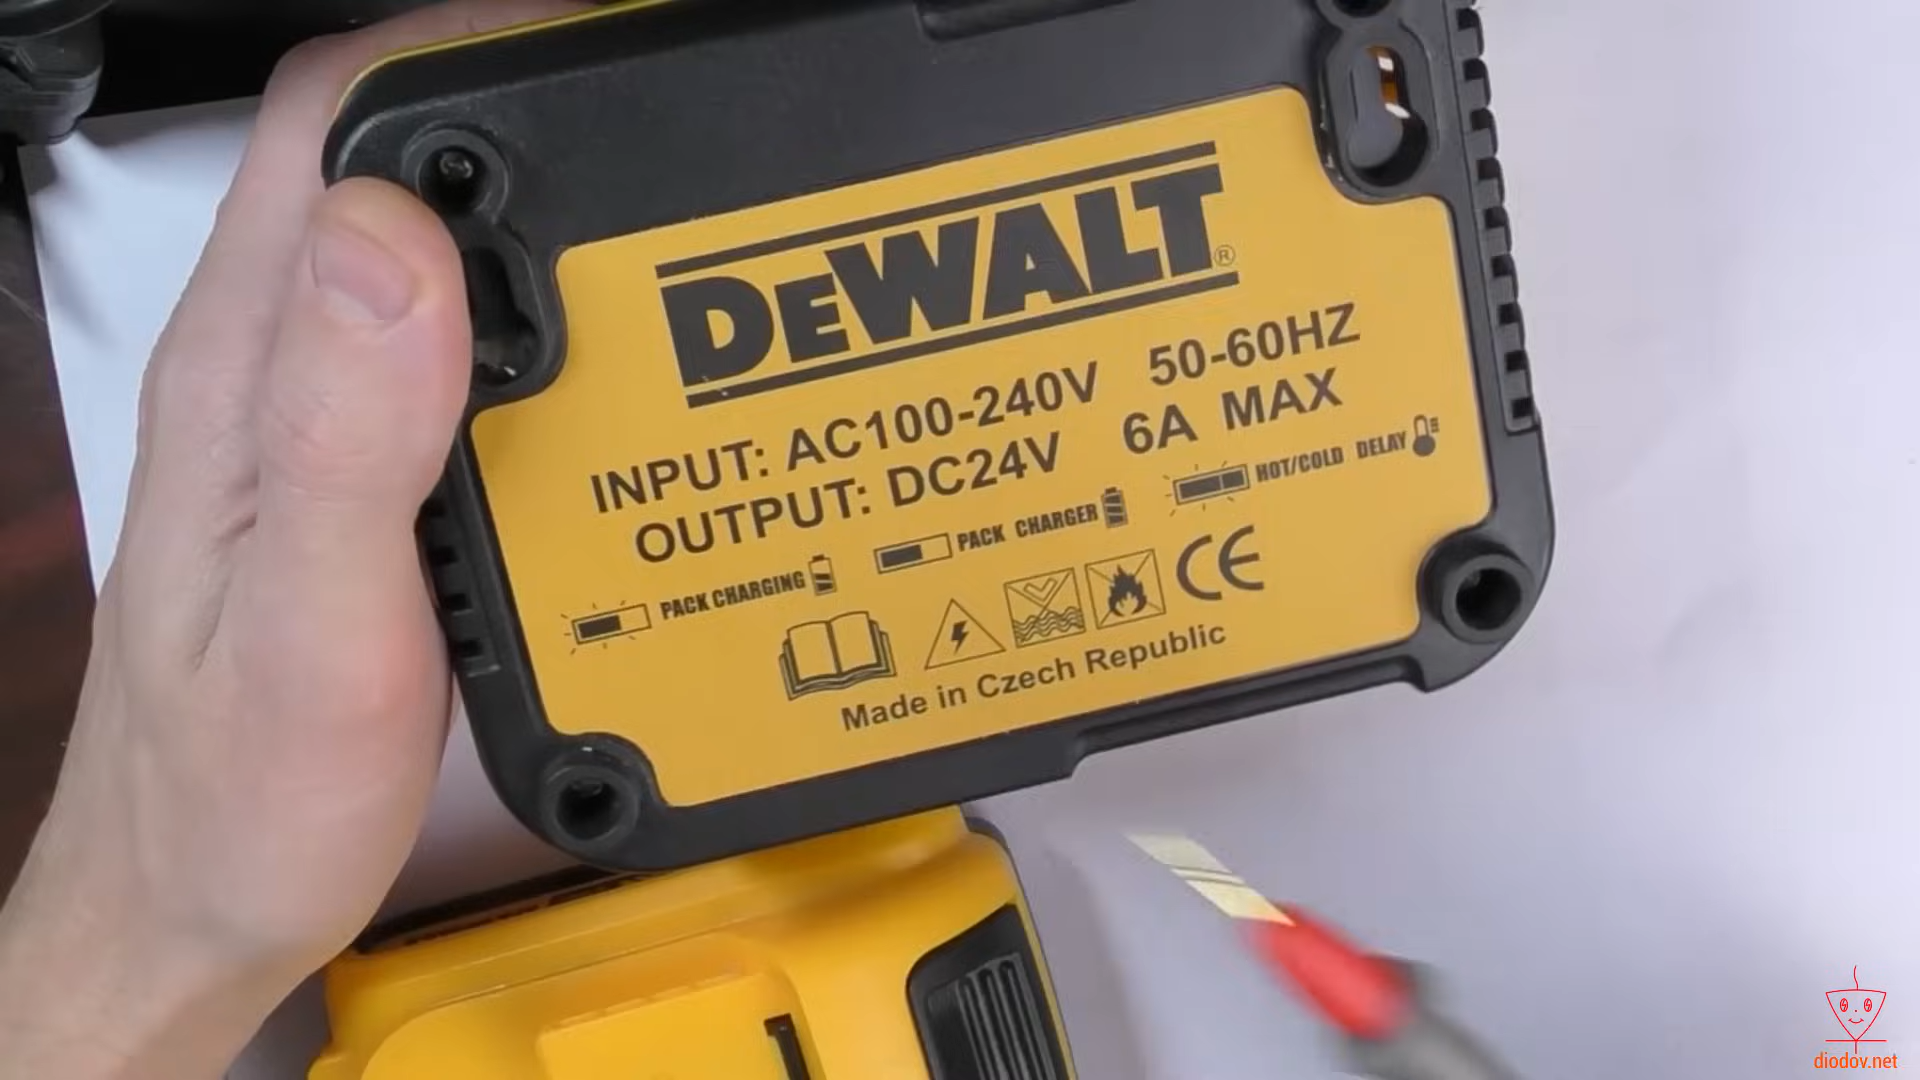 DEWALT®
INPUT: AC100-240V 50-60HZ
OUTPUT: DC24V 6A MAX
PACK CHARGING PACK CHARGER HOT/COLD DELAY
CE
Made in Czech Republic
diodov.net